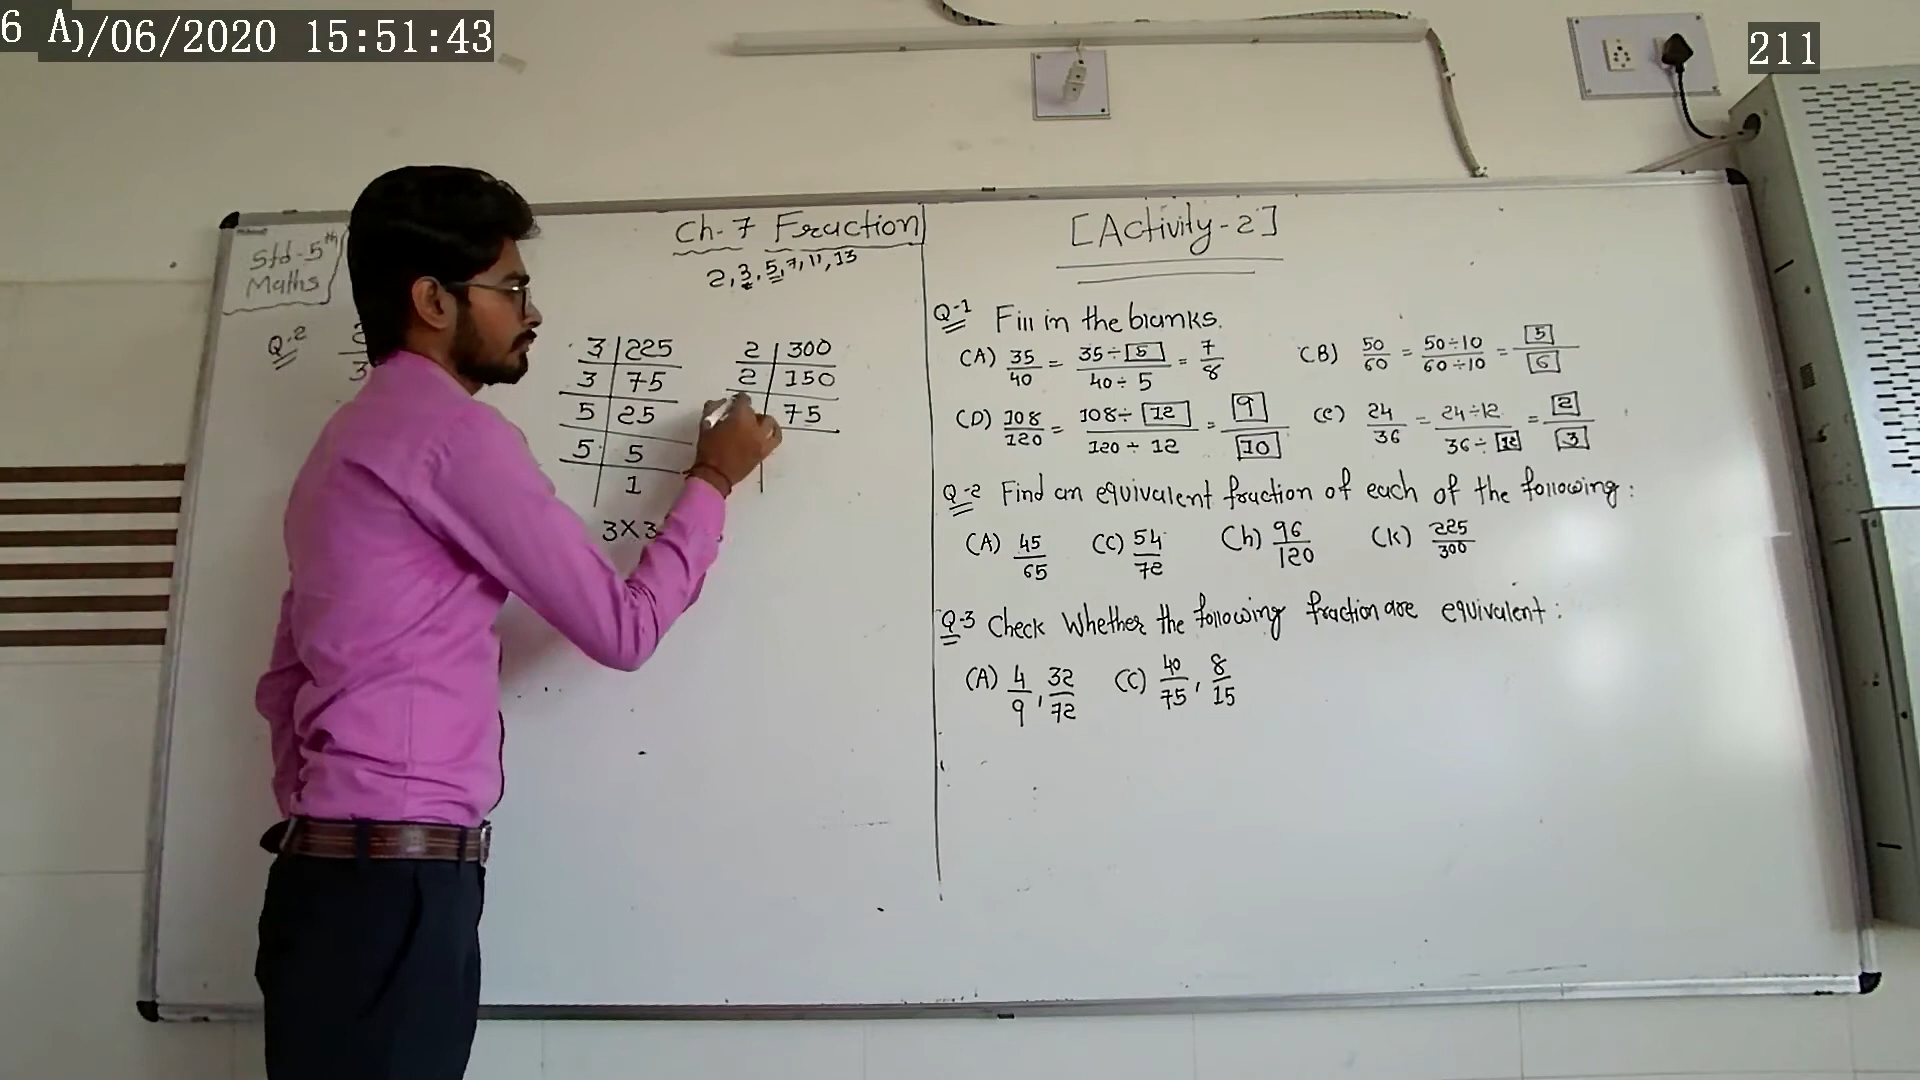 6 A
)/06/2020 15:51:43
211
Std-5th
Maths
Ch-7 Fraction
2, 3, 5, 7, 11, 13
Q-2
3 | 225
3 | 75
5 | 25
5 | 5
1
3×3
2 | 300
2 | 150
75
[Activity-2]
Q-1 Fill in the blanks.
(A) 35/40 = 35÷5/40÷5 = 7/8 (B) 50/60 = 50÷10/60÷10 = 5/6
(D) 108/120 = 108÷12/120÷12 = 9/10 (e) 24/36 = 24÷12/36÷12 = 2/3
Q-2 Find an equivalent fraction of each of the following:
(A) 45/65 (C) 54/72 (h) 96/120 (K) 225/300
Q-3 Check Whether the following fraction are equivalent:
(A) 4/9, 32/72 (C) 40/75, 8/15